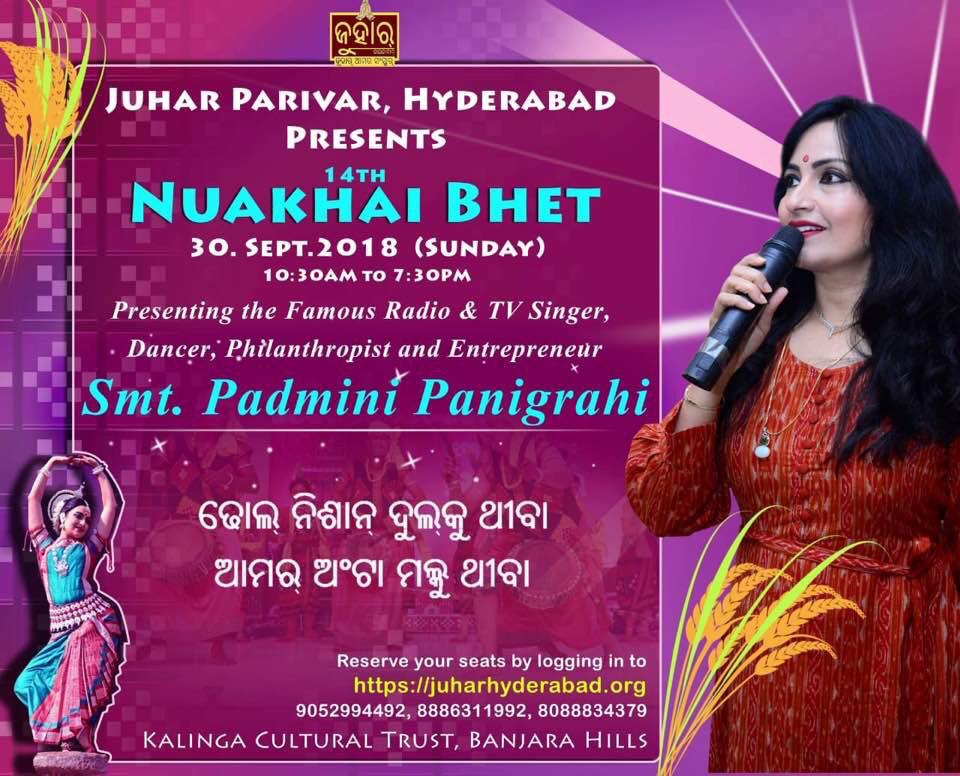 ଜୁହାର୍
ଜୁହାର୍ ଆମର ସଂସ୍କୃତି
JUHAR PARIVAR, HYDERABAD
PRESENTS
14TH
NUAKHAI BHET
30. SEPT.2018 (SUNDAY)
10:30AM TO 7:30PM
Presenting the Famous Radio & TV Singer,
Dancer, Philanthropist and Entrepreneur
Smt. Padmini Panigrahi
ଢୋଲ୍ ନିଶାନ୍ ଦୁଲ୍‌କୁ ଥୀବା
ଆମର୍ ଅଂଟା ମଳ୍କୁ ଥୀବା
Reserve your seats by logging in to
https://juharhyderabad.org
9052994492, 8886311992, 8088834379
KALINGA CULTURAL TRUST, BANJARA HILLS